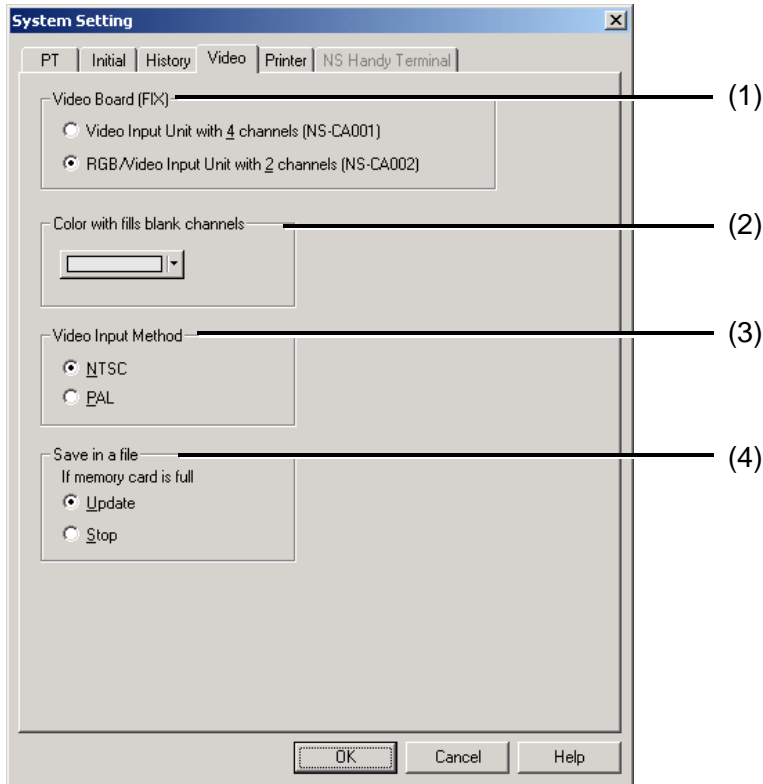 System Setting
PT Initial History Video Printer NS Handy Terminal
Video Board (FIX) (1)
Video Input Unit with 4 channels (NS-CA001)
RGB/Video Input Unit with 2 channels (NS-CA002)
Color with fills blank channels (2)
Video Input Method (3)
NTSC
PAL
Save in a file (4)
If memory card is full
Update
Stop
OK Cancel Help